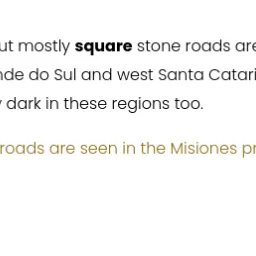 ut mostly square stone roads are
nde do Sul and west Santa Catari
dark in these regions too.
roads are seen in the Misiones pr